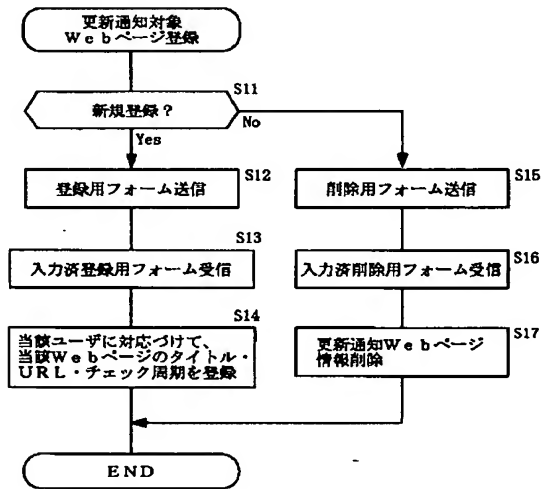 更新通知対象
Webページ登録
S11
新規登録?
No
Yes
S12
登録用フォーム送信
S13
入力済登録用フォーム受信
S14
当該ユーザに対応づけて、
当該Webページのタイトル・
URL・チェック周期を登録
S15
削除用フォーム送信
S16
入力済削除用フォーム受信
S17
更新通知Webページ
情報削除
END